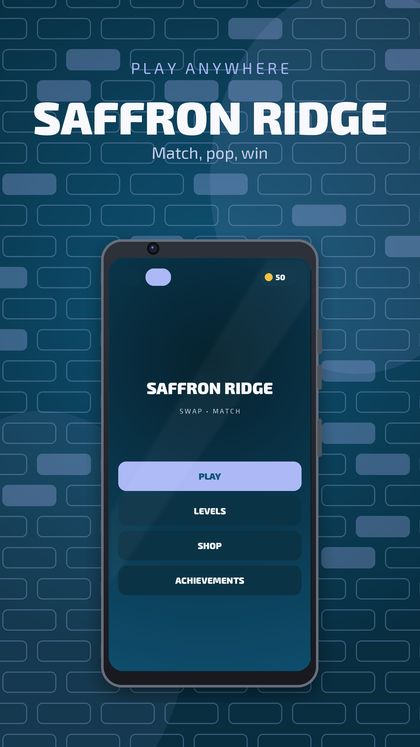 PLAY ANYWHERE
SAFFRON RIDGE
Match, pop, win
50
SAFFRON RIDGE
SWAP • MATCH
PLAY
LEVELS
SHOP
ACHIEVEMENTS